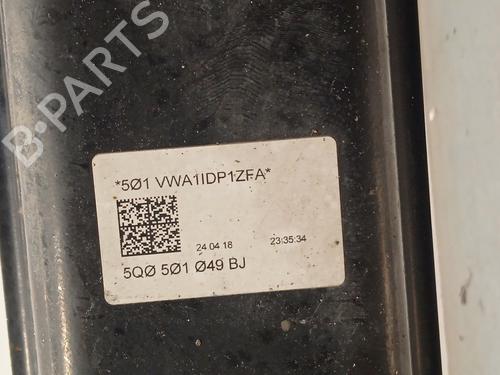 B-PARTS
*5Ø1 VWA1IDP1ZFA*
24 04 18 23:35:34
5QØ 5Ø1 Ø49 BJ